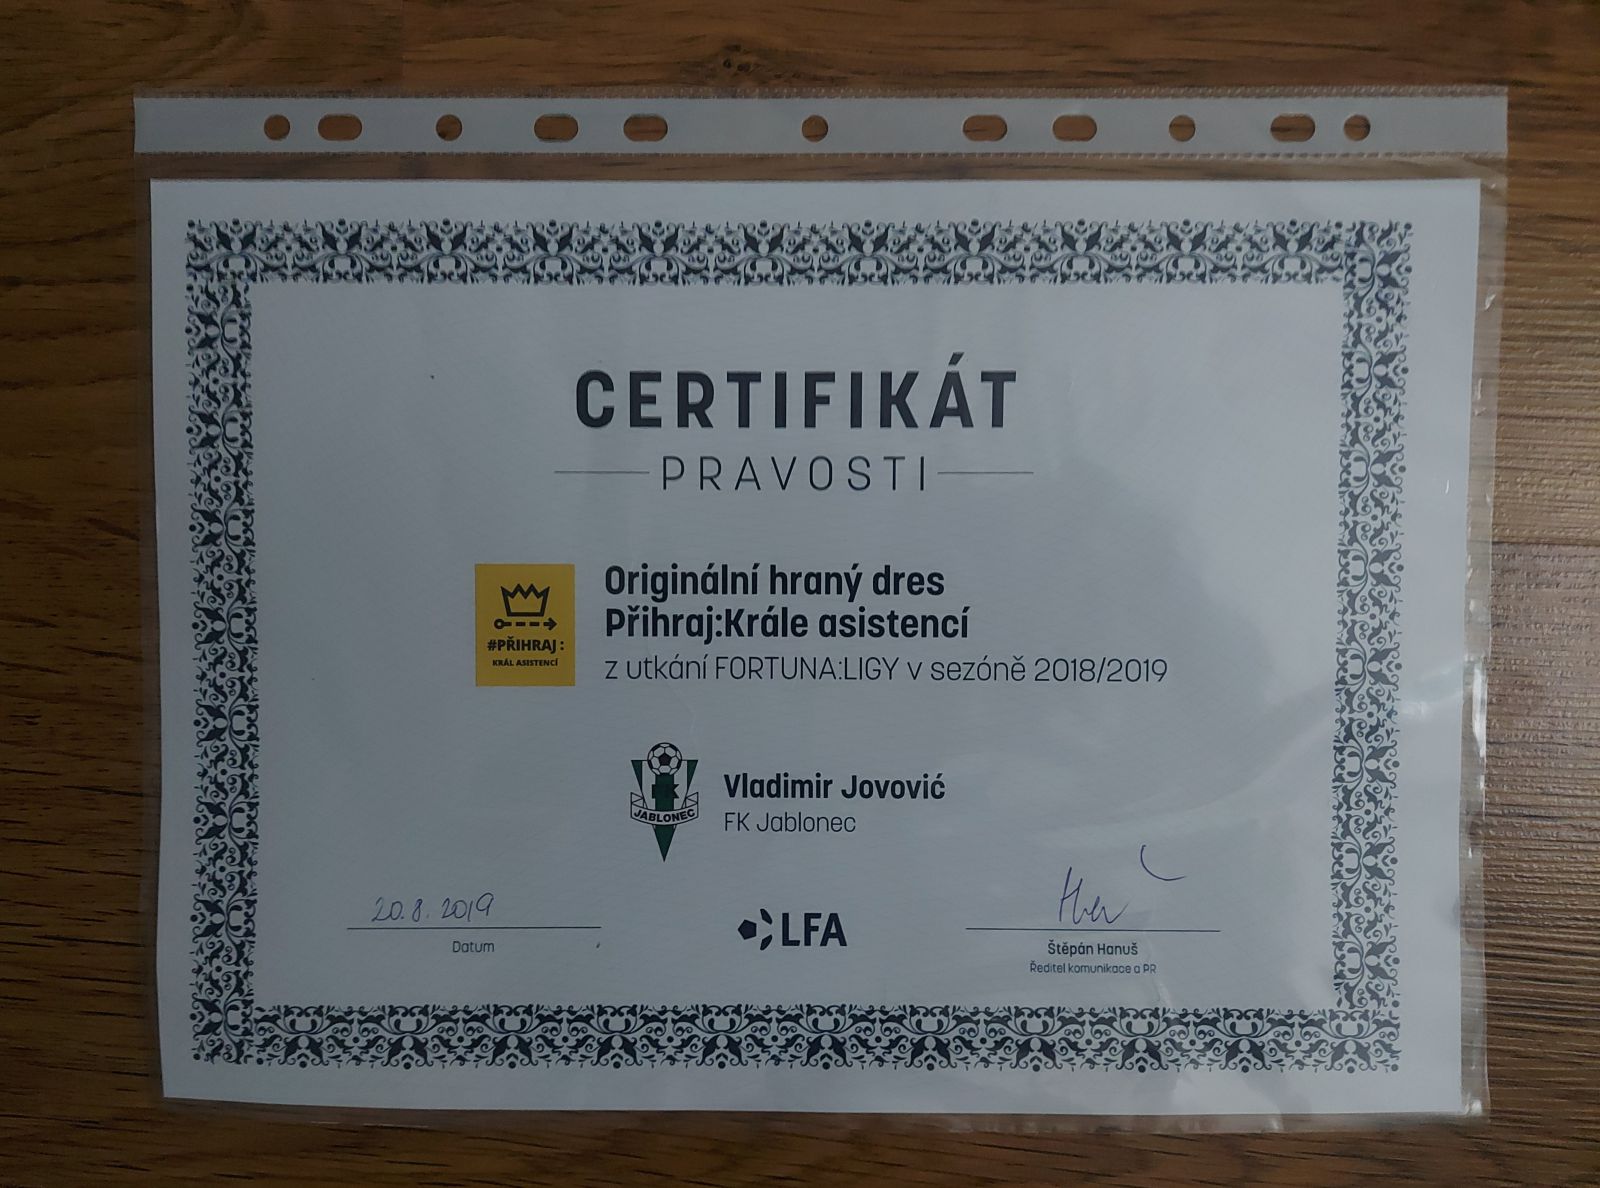 CERTIFIKÁT
PRAVOSTI
#PŘIHRAJ:
KRÁL ASISTENCÍ
Originální hraný dres
Přihraj:Krále asistencí
z utkání FORTUNA:LIGY v sezóně 2018/2019
FK
JABLONEC
Vladimir Jovović
FK Jablonec
20.8.2019
Datum
LFA
Štěpán Hanuš
Ředitel komunikace a PR